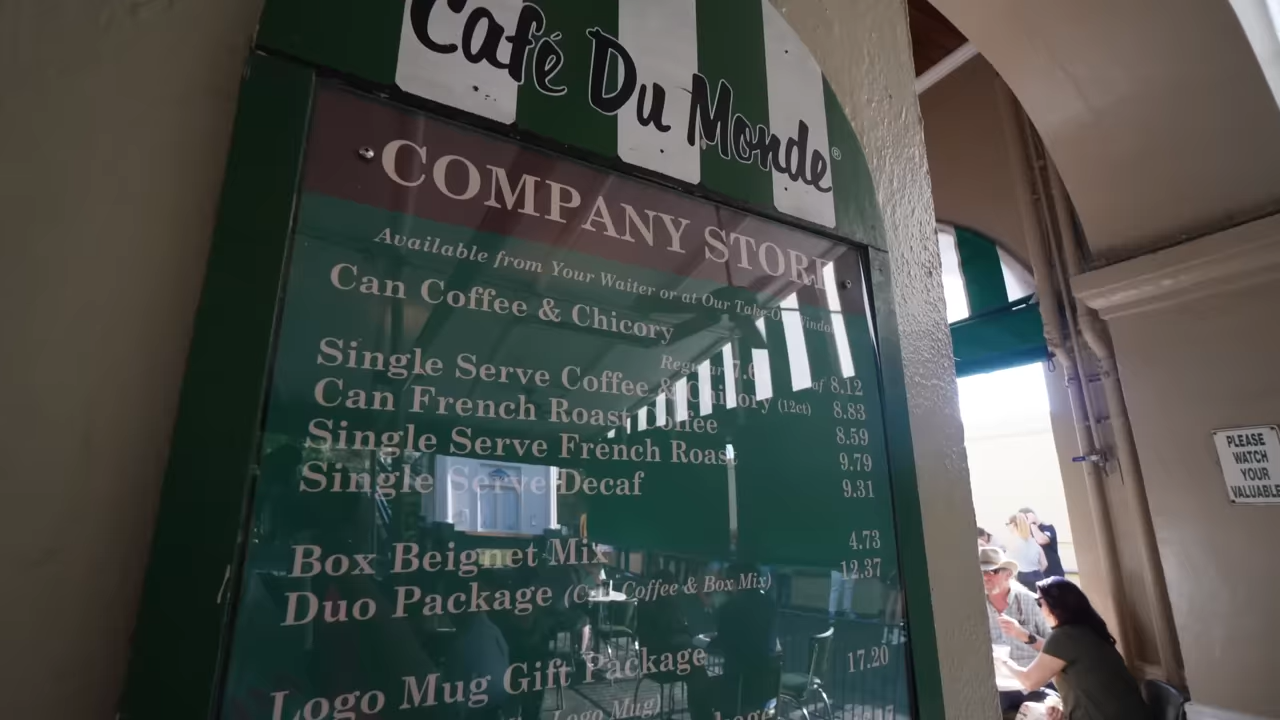 Café Du Monde®
COMPANY STORE
Available from Your Waiter or at Our Take-O Window
Can Coffee & Chicory
Regular 7.6 af 8.12
Single Serve Coffee & Chicory (12ct) 8.83
Can French Roast Coffee 8.59
Single Serve French Roast 9.79
Single Serve Decaf 9.31
Box Beignet Mix 4.73
Duo Package (Coffee & Box Mix) 12.37
Logo Mug Gift Package 17.20
Logo Mug)
PLEASE
WATCH
YOUR
VALUABLE